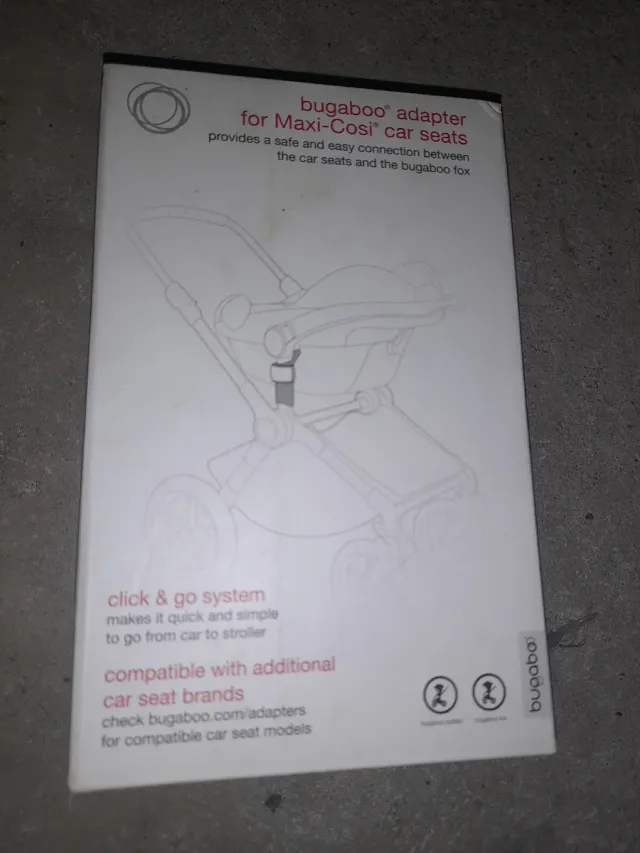 bugaboo® adapter
for Maxi-Cosi® car seats
provides a safe and easy connection between
the car seats and the bugaboo fox
click & go system
makes it quick and simple
to go from car to stroller
compatible with additional
car seat brands
check bugaboo.com/adapters
for compatible car seat models
bugaboo